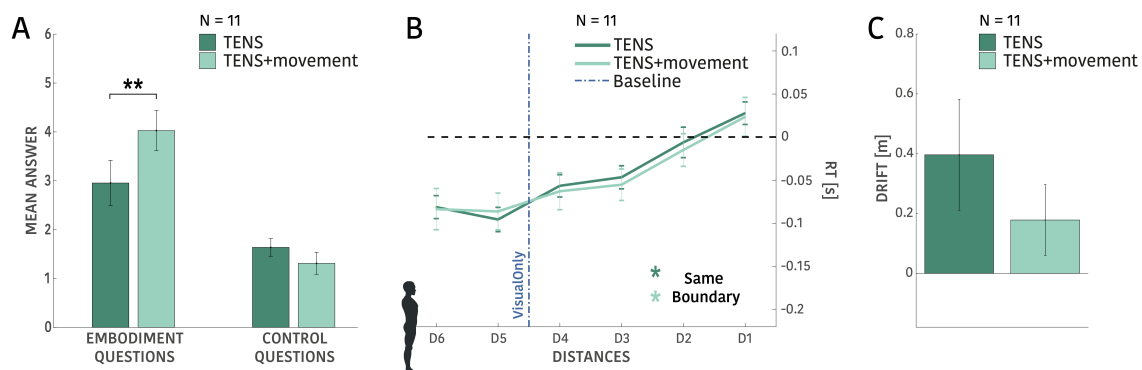 A
N = 11
TENS
TENS+movement
**
MEAN ANSWER
6
5
4
3
2
1
0
EMBODIMENT
QUESTIONS
CONTROL
QUESTIONS
B
N = 11
TENS
TENS+movement
Baseline
VisualOnly
* Same
* Boundary
0.1
0.05
0
-0.05
-0.1
-0.15
-0.2
RT [s]
D6 D5 D4 D3 D2 D1
DISTANCES
C
N = 11
TENS
TENS+movement
DRIFT [m]
0.8
0.6
0.4
0.2
0